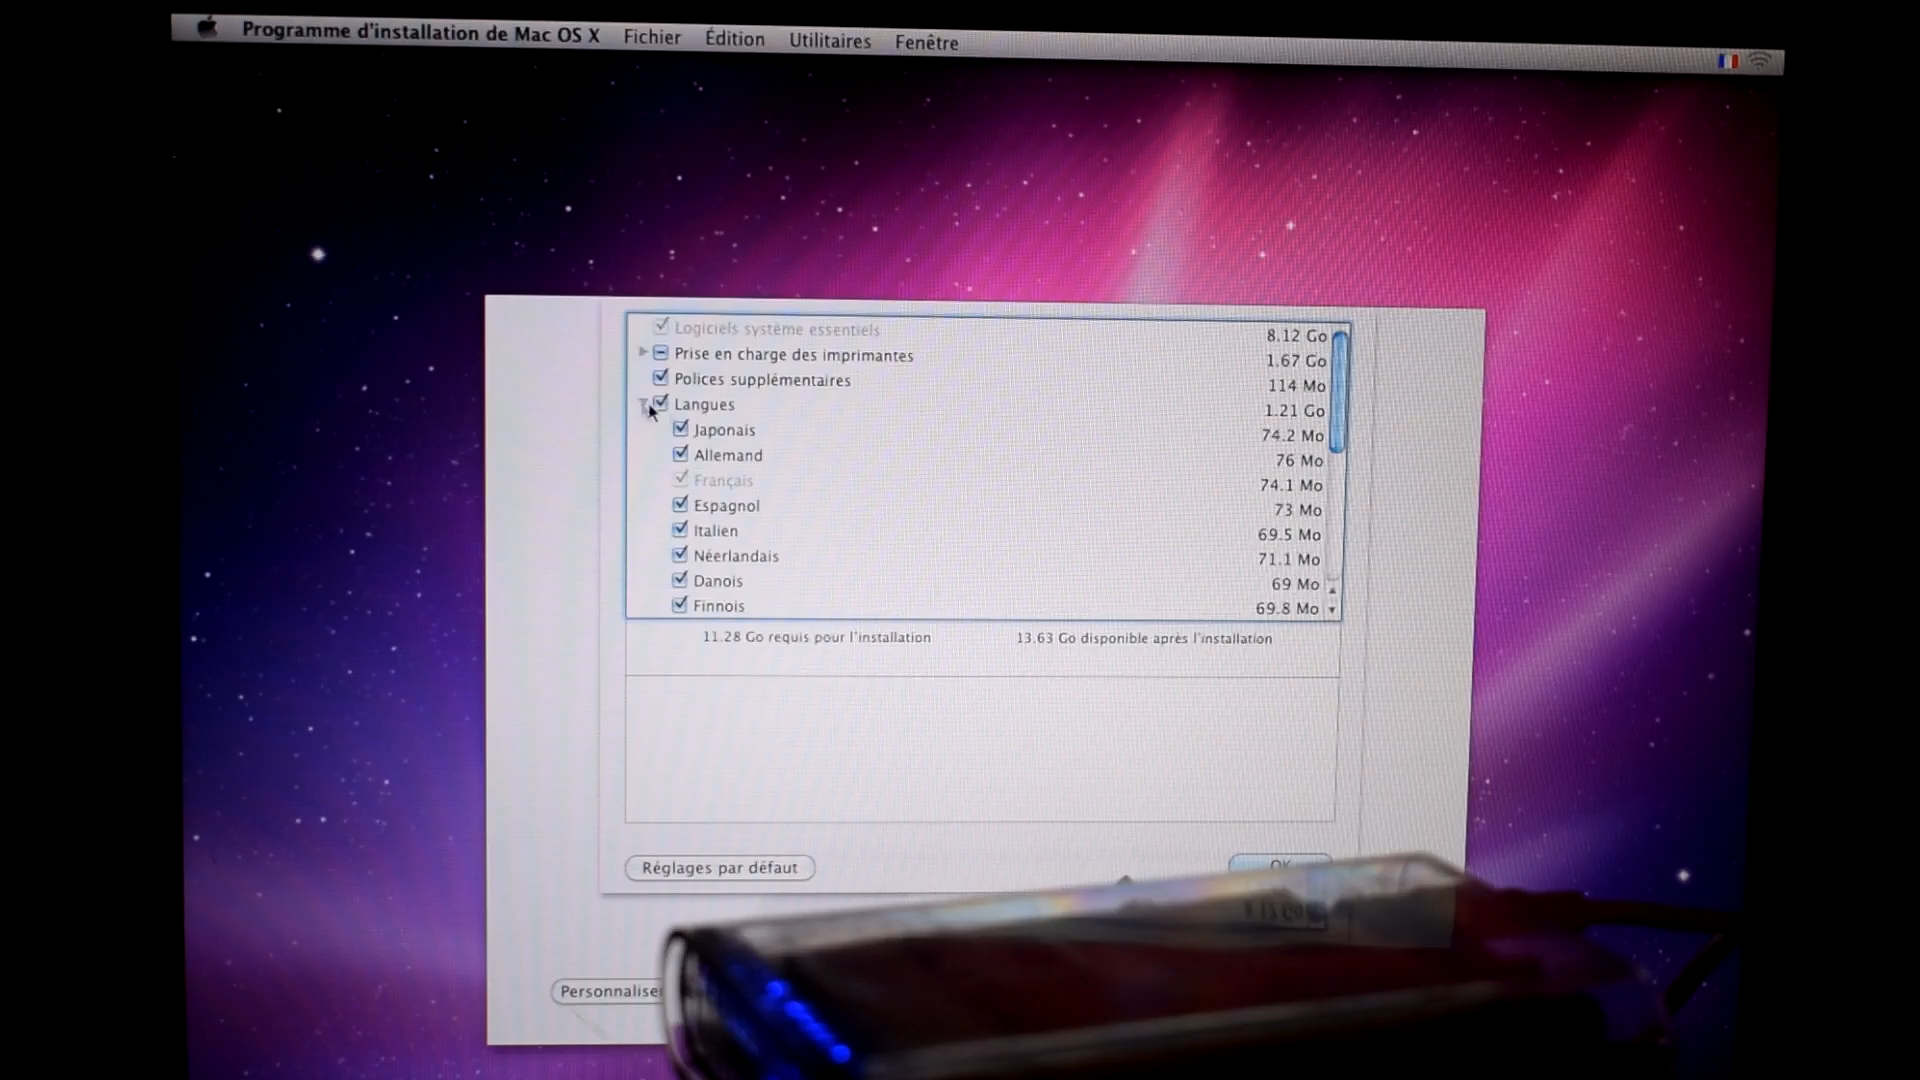 Programme d'installation de Mac OS X Fichier Édition Utilitaires Fenêtre
Logiciels système essentiels 8.12 Go
Prise en charge des imprimantes 1.67 Go
Polices supplémentaires 114 Mo
Langues 1.21 Go
Japonais 74.2 Mo
Allemand 76 Mo
Français 74.1 Mo
Espagnol 73 Mo
Italien 69.5 Mo
Néerlandais 71.1 Mo
Danois 69 Mo
Finnois 69.8 Mo
11.28 Go requis pour l'installation 13.63 Go disponible après l'installation
Réglages par défaut OK
Personnalise